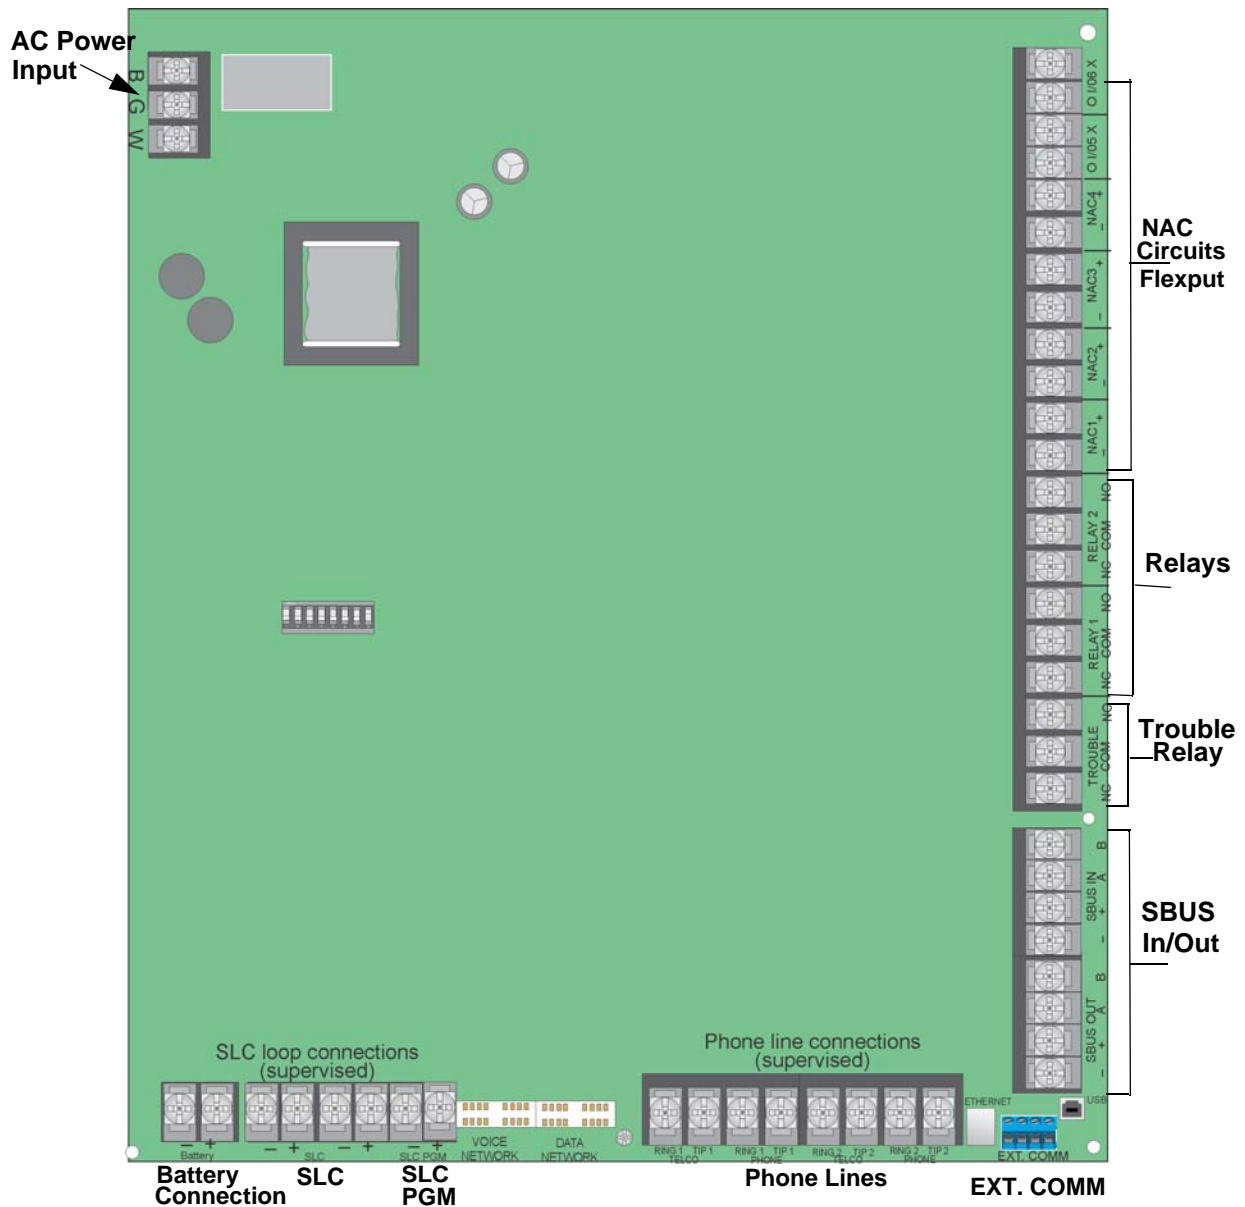 AC Power
Input
B
G
W
O I/06 X
O I/05 X
NAC4
+
–
NAC3
+
–
NAC2
+
–
NAC1
+
–
NAC
Circuits
Flexput
RELAY 2
NO
COM
NC
RELAY 1
NO
COM
NC
Relays
TROUBLE
NO
COM
NC
Trouble
Relay
SBUS IN
B
A
+
–
SBUS OUT
B
A
+
–
SBUS
In/Out
SLC loop connections
(supervised)
Phone line connections
(supervised)
ETHERNET
USB
– +
Battery
– + – +
SLC
– +
SLC PGM
VOICE
NETWORK
DATA
NETWORK
RING 1 TIP 1
TELCO
RING 1 TIP 1
PHONE
RING 2 TIP 2
TELCO
RING 2 TIP 2
PHONE
EXT. COMM
Battery
Connection
SLC
SLC
PGM
Phone Lines
EXT. COMM